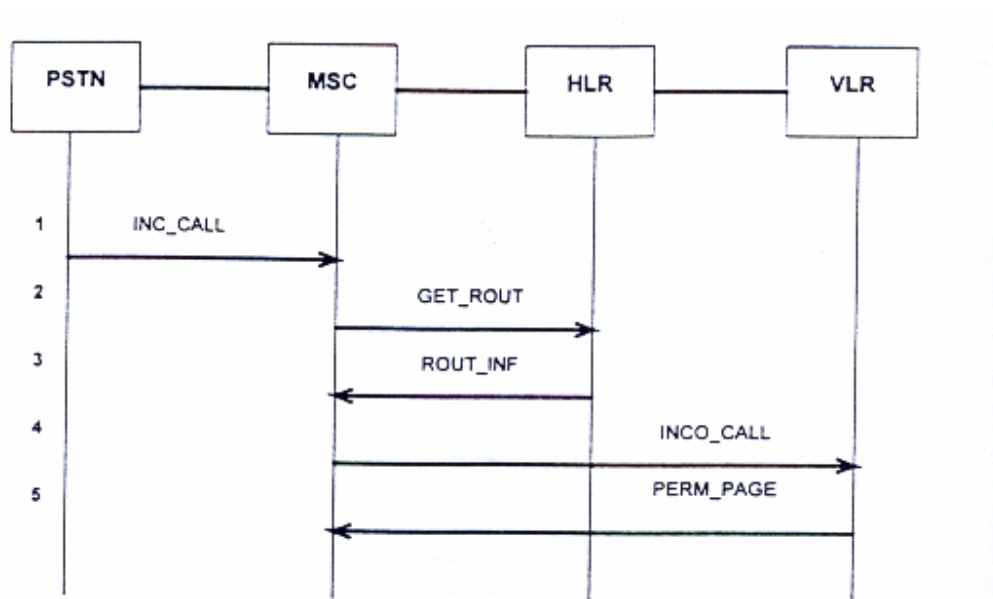 PSTN MSC HLR VLR
1 INC_CALL
2 GET_ROUT
3 ROUT_INF
4 INCO_CALL
5 PERM_PAGE